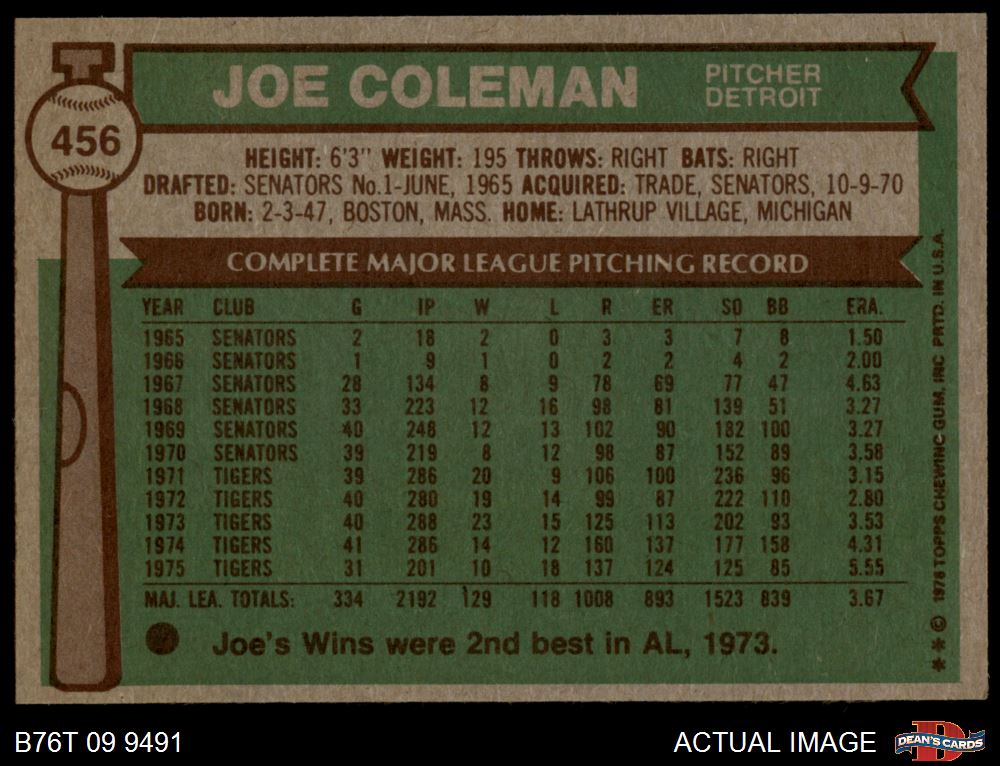 JOE COLEMAN
PITCHER
DETROIT
456
HEIGHT: 6'3" WEIGHT: 195 THROWS: RIGHT BATS: RIGHT
DRAFTED: SENATORS No.1-JUNE, 1965 ACQUIRED: TRADE, SENATORS, 10-9-70
BORN: 2-3-47, BOSTON, MASS. HOME: LATHRUP VILLAGE, MICHIGAN
COMPLETE MAJOR LEAGUE PITCHING RECORD
YEAR CLUB G IP W L R ER SO BB ERA.
1965 SENATORS 2 18 2 0 3 3 7 8 1.50
1966 SENATORS 1 9 1 0 2 2 4 2 2.00
1967 SENATORS 28 134 8 9 78 69 77 47 4.63
1968 SENATORS 33 223 12 16 98 81 139 51 3.27
1969 SENATORS 40 248 12 13 102 90 182 100 3.27
1970 SENATORS 39 219 8 12 98 87 152 89 3.58
1971 TIGERS 39 286 20 9 106 100 236 96 3.15
1972 TIGERS 40 280 19 14 99 87 222 110 2.80
1973 TIGERS 40 288 23 15 125 113 202 93 3.53
1974 TIGERS 41 286 14 12 160 137 177 158 4.31
1975 TIGERS 31 201 10 18 137 124 125 85 5.55
MAJ. LEA. TOTALS: 334 2192 129 118 1008 893 1523 839 3.67
Joe's Wins were 2nd best in AL, 1973.
**© 1976 TOPPS CHEWING GUM, INC PRTD. IN U.S.A.
B76T 09 9491
ACTUAL IMAGE
DEAN'S CARDS